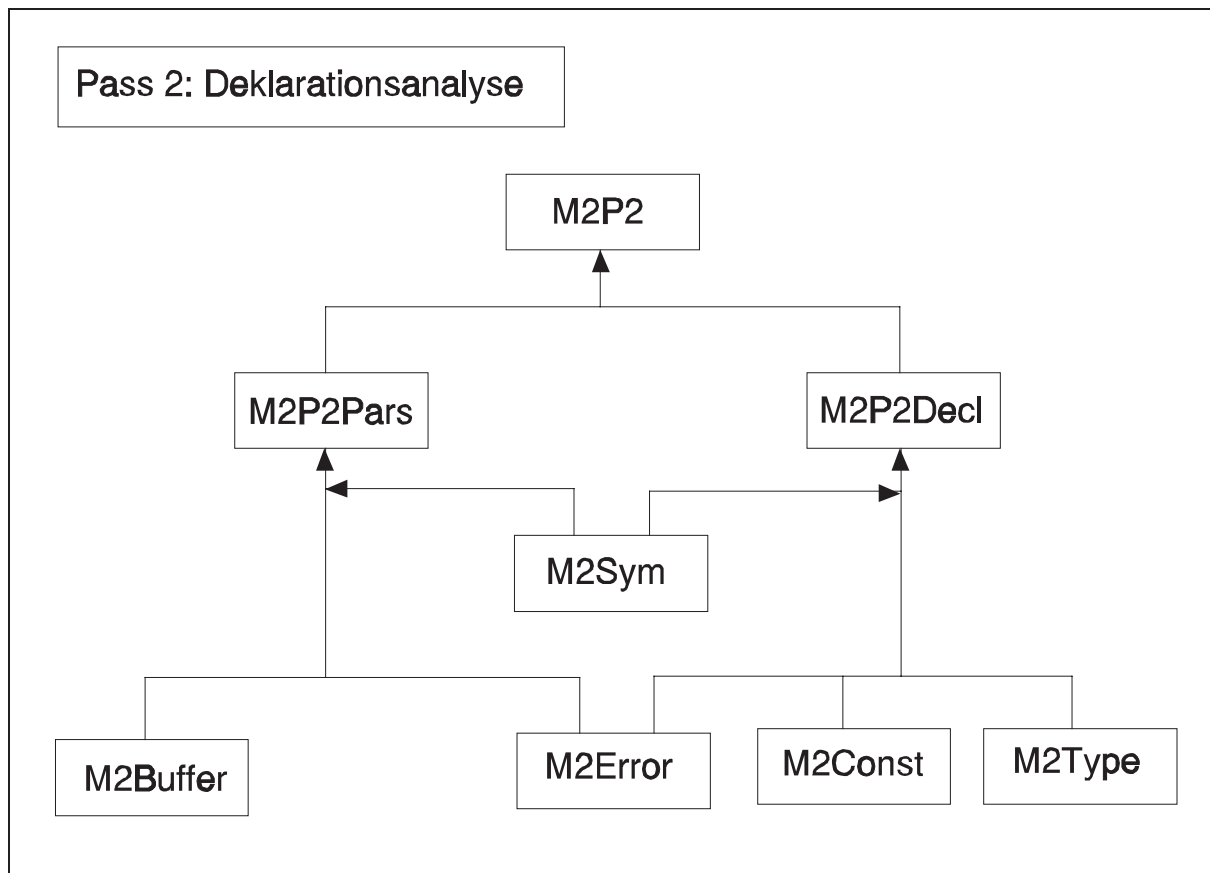 Pass 2: Deklarationsanalyse
M2P2
M2P2Pars
M2P2Decl
M2Sym
M2Buffer
M2Error
M2Const
M2Type